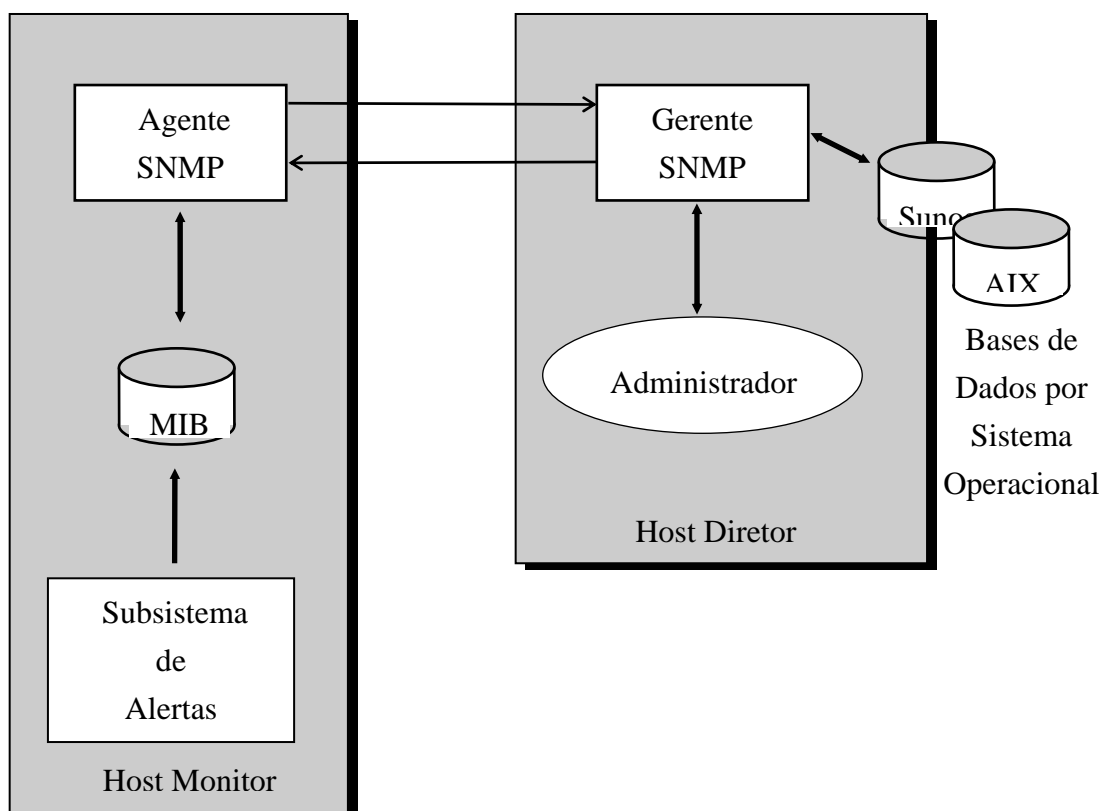 Agente
SNMP
Gerente
SNMP
Sunos
AIX
MIB
Administrador
Bases de
Dados por
Sistema
Operacional
Host Diretor
Subsistema
de
Alertas
Host Monitor